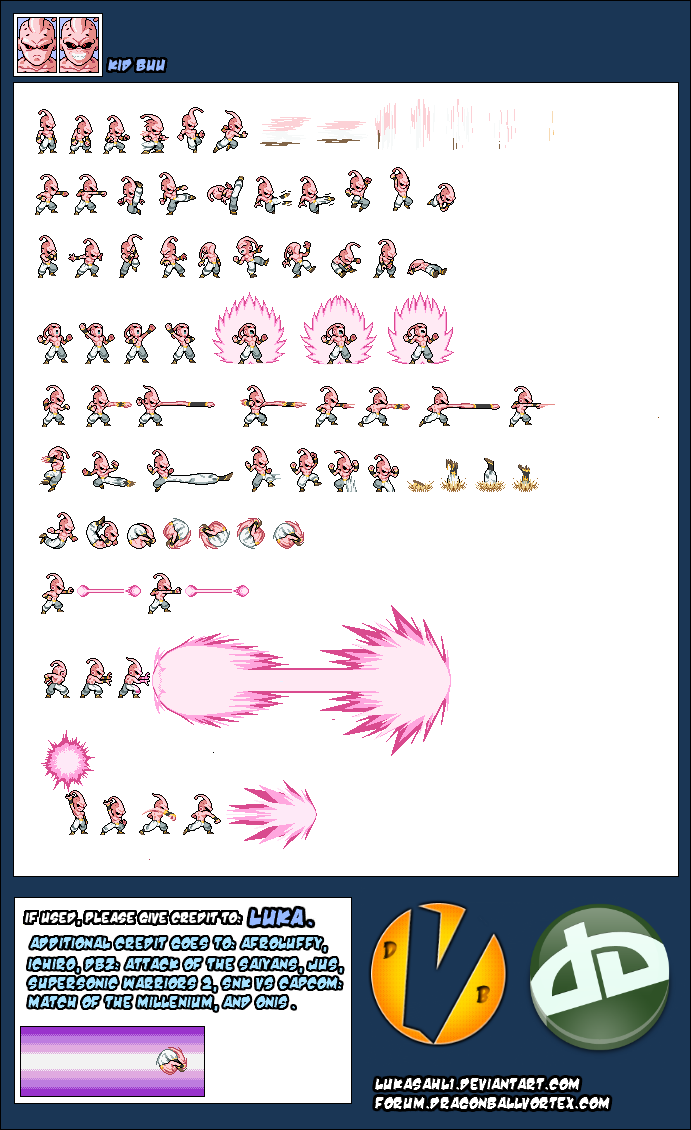 KID BUU
IF USED, PLEASE GIVE CREDIT TO: LUKA.
ADDITIONAL CREDIT GOES TO: AFROLUFFY,
ICHIRO, DBZ: ATTACK OF THE SAIYANS, JUS,
SUPERSONIC WARRIORS 2, SNK VS CAPCOM:
MATCH OF THE MILLENIUM, AND ONIS.
D V B
LUKASAHL1.DEVIANTART.COM
FORUM.DRAGONBALLVORTEX.COM